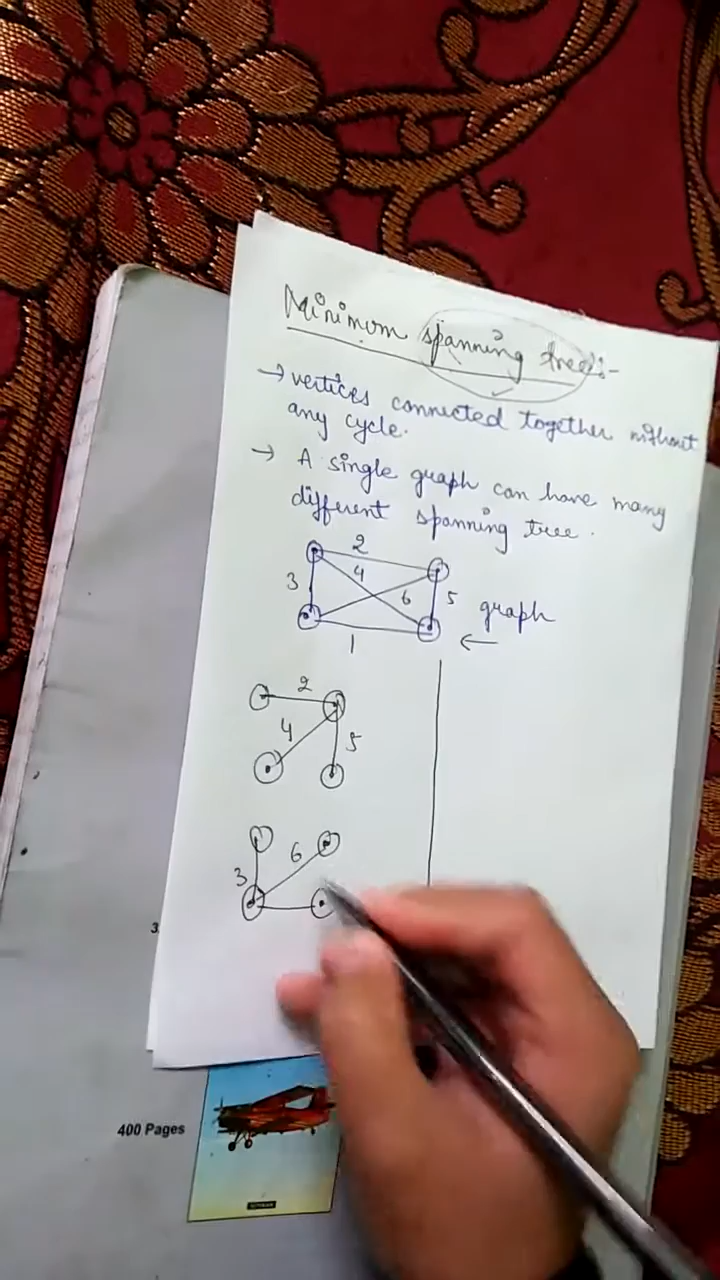 Minimum spanning tree:-
→ vertices connected together without
any cycle.
→ A single graph can have many
different spanning tree.
2
3 4 6 5
graph
←
1
2
4 5
6
3
3
400 Pages